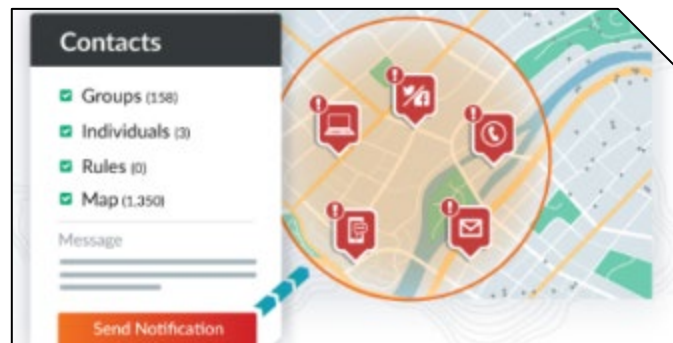 Contacts
Groups (158)
Individuals (3)
Rules (0)
Map (1,350)
Message
Send Notification